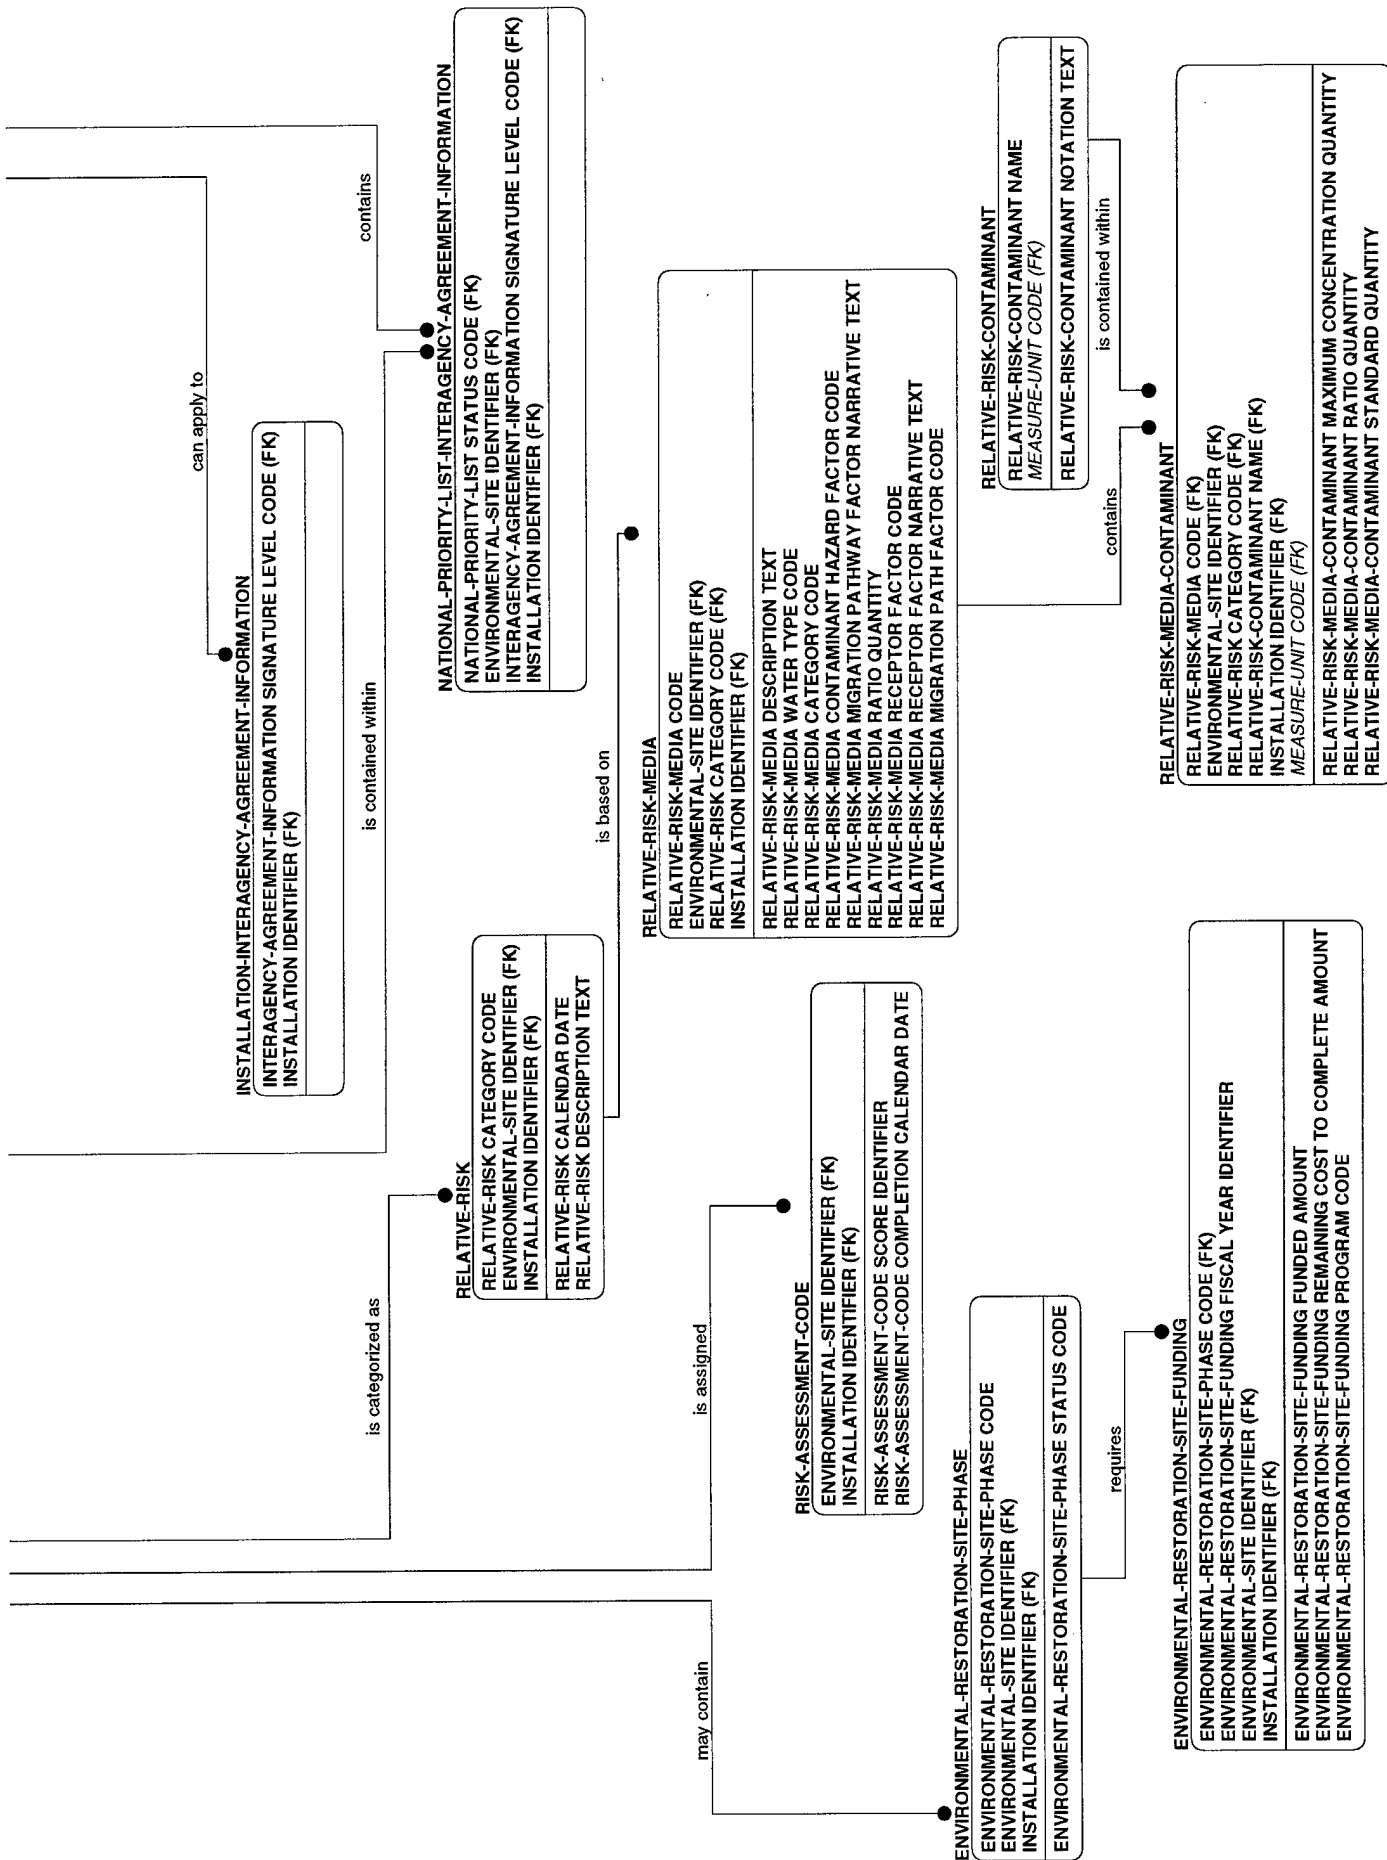 can apply to
contains
INSTALLATION-INTERAGENCY-AGREEMENT-INFORMATION
INTERAGENCY-AGREEMENT-INFORMATION SIGNATURE LEVEL CODE (FK)
INSTALLATION IDENTIFIER (FK)
is contained within
NATIONAL-PRIORITY-LIST-INTERAGENCY-AGREEMENT-INFORMATION
NATIONAL-PRIORITY-LIST STATUS CODE (FK)
ENVIRONMENTAL-SITE IDENTIFIER (FK)
INTERAGENCY-AGREEMENT-INFORMATION SIGNATURE LEVEL CODE (FK)
INSTALLATION IDENTIFIER (FK)
is categorized as
RELATIVE-RISK
RELATIVE-RISK CATEGORY CODE
ENVIRONMENTAL-SITE IDENTIFIER (FK)
INSTALLATION IDENTIFIER (FK)
RELATIVE-RISK CALENDAR DATE
RELATIVE-RISK DESCRIPTION TEXT
is based on
RELATIVE-RISK-MEDIA
RELATIVE-RISK-MEDIA CODE
ENVIRONMENTAL-SITE IDENTIFIER (FK)
RELATIVE-RISK CATEGORY CODE (FK)
INSTALLATION IDENTIFIER (FK)
RELATIVE-RISK-MEDIA DESCRIPTION TEXT
RELATIVE-RISK-MEDIA WATER TYPE CODE
RELATIVE-RISK-MEDIA CATEGORY CODE
RELATIVE-RISK-MEDIA CONTAMINANT HAZARD FACTOR CODE
RELATIVE-RISK-MEDIA MIGRATION PATHWAY FACTOR NARRATIVE TEXT
RELATIVE-RISK-MEDIA RATIO QUANTITY
RELATIVE-RISK-MEDIA RECEPTOR FACTOR CODE
RELATIVE-RISK-MEDIA RECEPTOR FACTOR NARRATIVE TEXT
RELATIVE-RISK-MEDIA MIGRATION PATH FACTOR CODE
is assigned
RISK-ASSESSMENT-CODE
ENVIRONMENTAL-SITE IDENTIFIER (FK)
INSTALLATION IDENTIFIER (FK)
RISK-ASSESSMENT-CODE SCORE IDENTIFIER
RISK-ASSESSMENT-CODE COMPLETION CALENDAR DATE
may contain
ENVIRONMENTAL-RESTORATION-SITE-PHASE
ENVIRONMENTAL-RESTORATION-SITE-PHASE CODE
ENVIRONMENTAL-SITE IDENTIFIER (FK)
INSTALLATION IDENTIFIER (FK)
ENVIRONMENTAL-RESTORATION-SITE-PHASE STATUS CODE
RELATIVE-RISK-CONTAMINANT
RELATIVE-RISK-CONTAMINANT NAME
MEASURE-UNIT CODE (FK)
RELATIVE-RISK-CONTAMINANT NOTATION TEXT
requires
contains
is contained within
ENVIRONMENTAL-RESTORATION-SITE-FUNDING
ENVIRONMENTAL-RESTORATION-SITE-PHASE CODE (FK)
ENVIRONMENTAL-RESTORATION-SITE-FUNDING FISCAL YEAR IDENTIFIER
ENVIRONMENTAL-SITE IDENTIFIER (FK)
INSTALLATION IDENTIFIER (FK)
ENVIRONMENTAL-RESTORATION-SITE-FUNDING FUNDED AMOUNT
ENVIRONMENTAL-RESTORATION-SITE-FUNDING REMAINING COST TO COMPLETE AMOUNT
ENVIRONMENTAL-RESTORATION-SITE-FUNDING PROGRAM CODE
RELATIVE-RISK-MEDIA-CONTAMINANT
RELATIVE-RISK-MEDIA CODE (FK)
ENVIRONMENTAL-SITE IDENTIFIER (FK)
RELATIVE-RISK CATEGORY CODE (FK)
RELATIVE-RISK-CONTAMINANT NAME (FK)
INSTALLATION IDENTIFIER (FK)
MEASURE-UNIT CODE (FK)
RELATIVE-RISK-MEDIA-CONTAMINANT MAXIMUM CONCENTRATION QUANTITY
RELATIVE-RISK-MEDIA-CONTAMINANT RATIO QUANTITY
RELATIVE-RISK-MEDIA-CONTAMINANT STANDARD QUANTITY